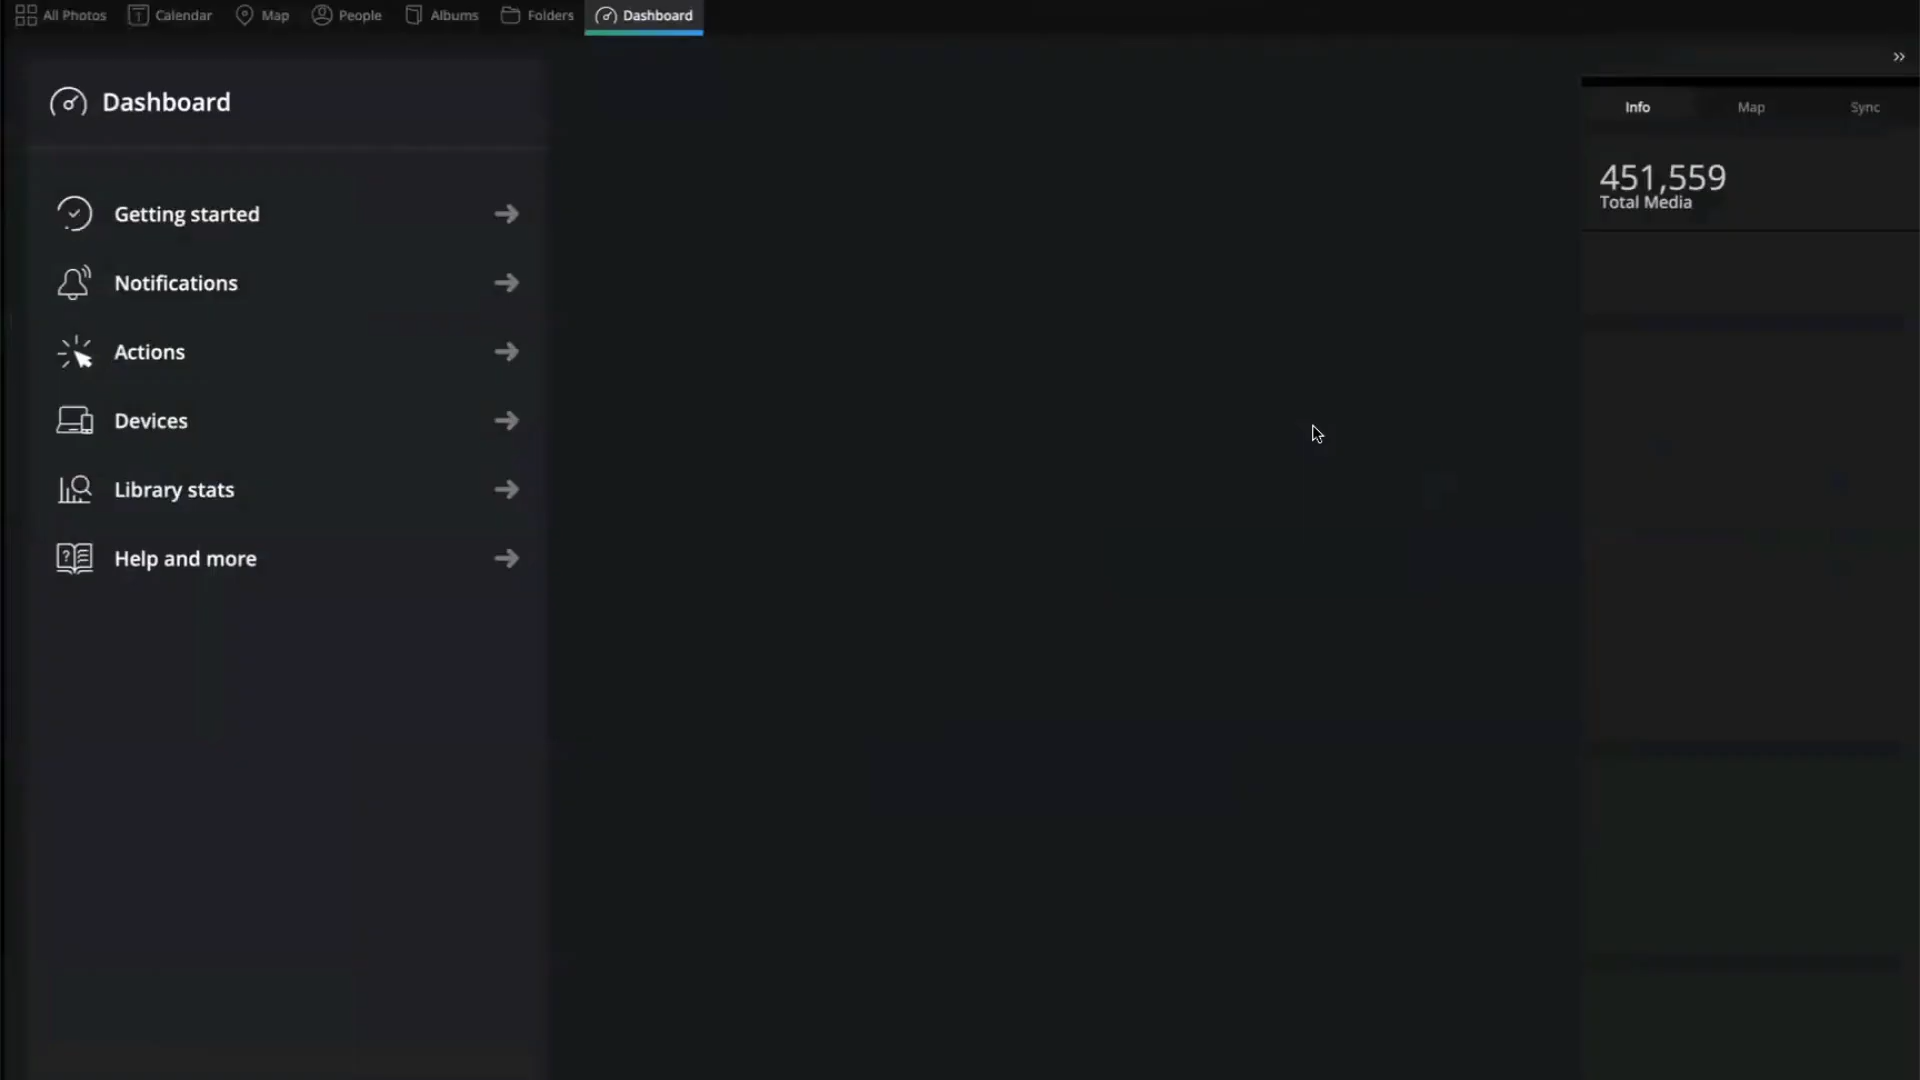 All Photos Calendar Map People Albums Folders Dashboard
»
Dashboard
Getting started
Notifications
Actions
Devices
Library stats
Help and more
Info Map Sync
451,559
Total Media